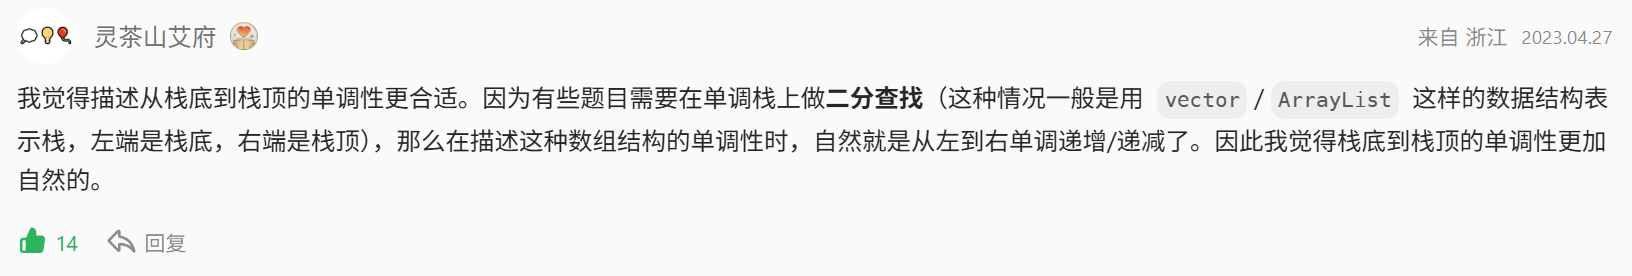 灵茶山艾府
来自 浙江 2023.04.27
我觉得描述从栈底到栈顶的单调性更合适。因为有些题目需要在单调栈上做二分查找（这种情况一般是用 vector / ArrayList 这样的数据结构表
示栈，左端是栈底，右端是栈顶），那么在描述这种数组结构的单调性时，自然就是从左到右单调递增/递减了。因此我觉得栈底到栈顶的单调性更加
自然的。
14 回复